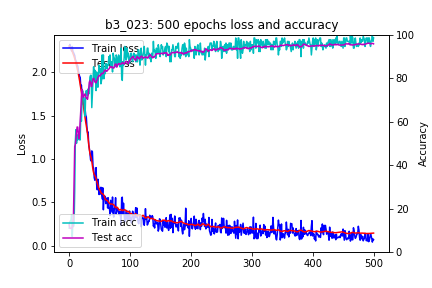 b3_023: 500 epochs loss and accuracy
Train loss
Test loss
2.0
1.5
1.0
0.5
0.0
Loss
100
80
60
40
20
0
Accuracy
Train acc
Test acc
0
100
200
300
400
500